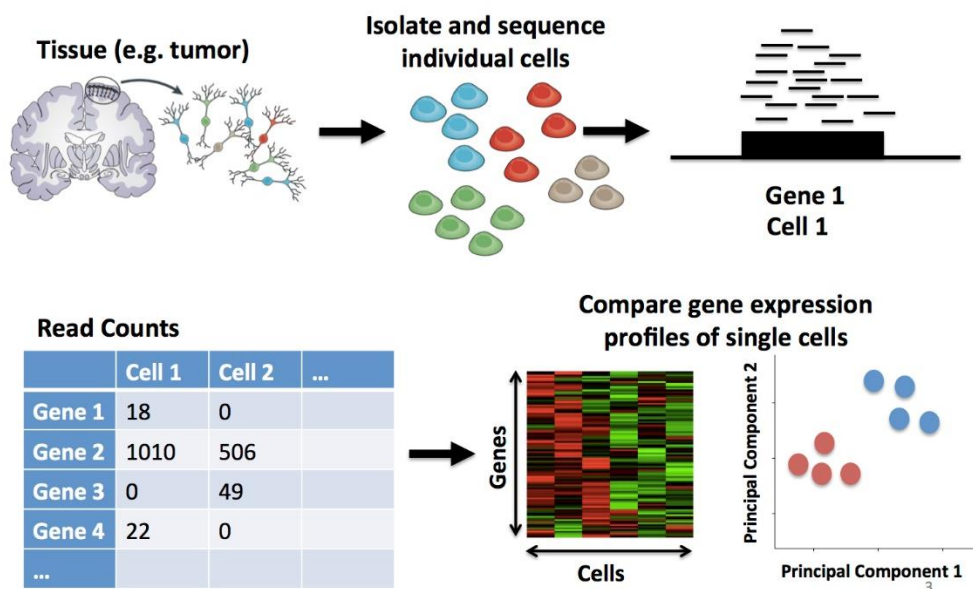 Tissue (e.g. tumor)
Isolate and sequence
individual cells
Gene 1
Cell 1
Read Counts
Cell 1 Cell 2 ...
Gene 1 18 0
Gene 2 1010 506
Gene 3 0 49
Gene 4 22 0
...
Compare gene expression
profiles of single cells
Genes
Cells
Principal Component 2
Principal Component 1
3